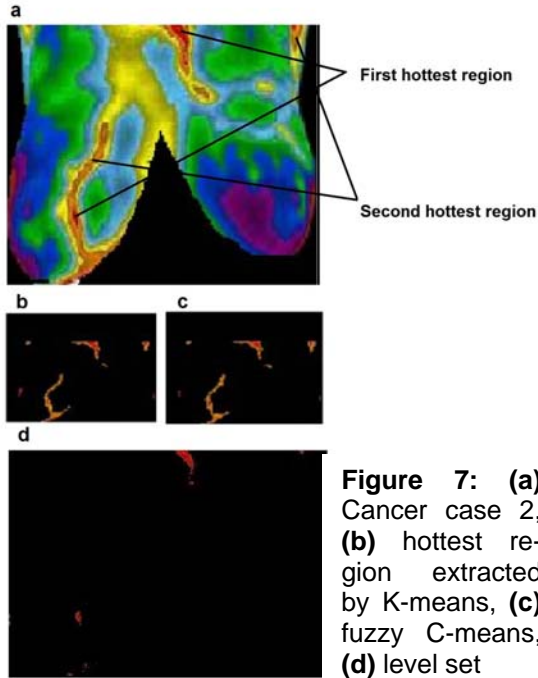 a
First hottest region
Second hottest region
b c
d
Figure 7: (a)
Cancer case 2,
(b) hottest re-
gion extracted
by K-means, (c)
fuzzy C-means,
(d) level set